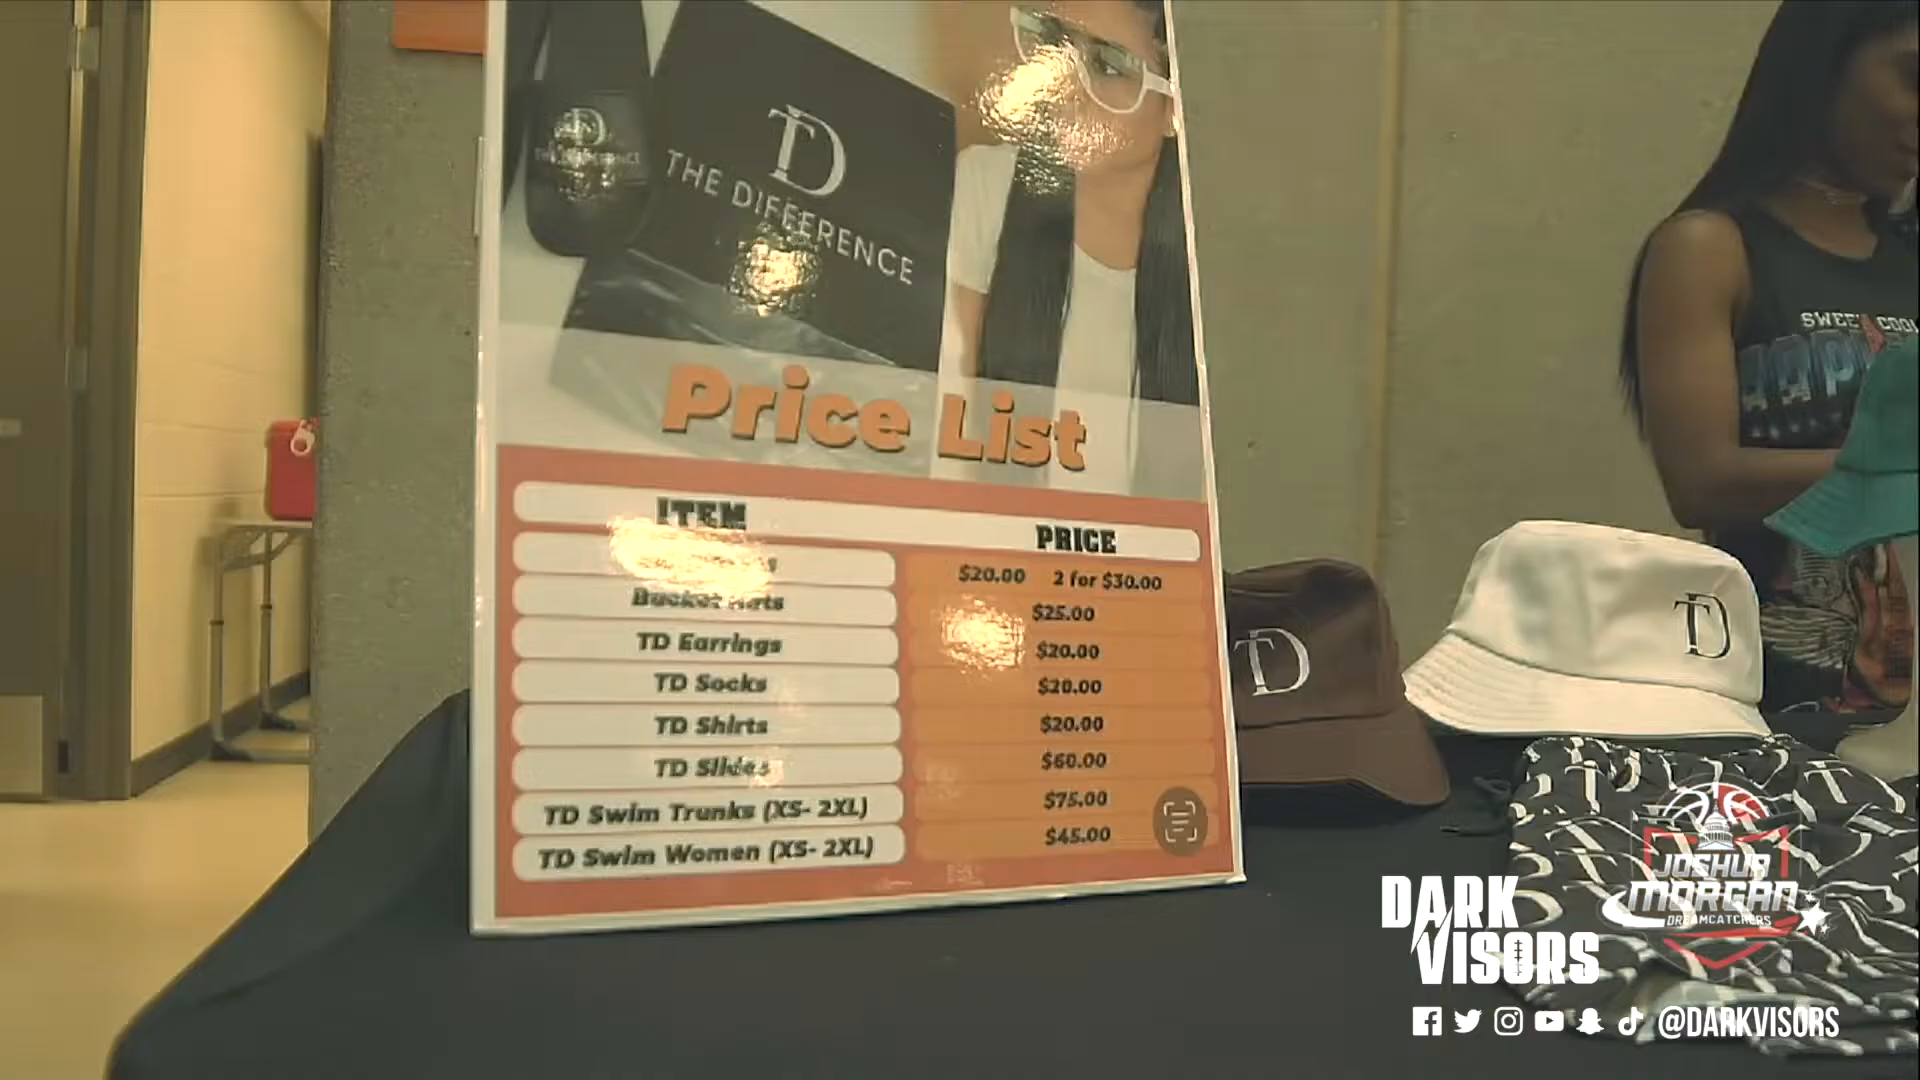 TD
THE DIFFERENCE
TD
THE DIFFERENCE
Price List
ITEM PRICE
$20.00 2 for $30.00
Bucket Hats $25.00
TD Earrings $20.00
TD Socks $20.00
TD Shirts $20.00
TD Slides $60.00
TD Swim Trunks (XS- 2XL) $75.00
TD Swim Women (XS- 2XL) $45.00
TD
TD
SWEET
COOL
JOSHUA
MORGAN
DREAMCATCHERS
DARK
VISORS
@DARKVISORS